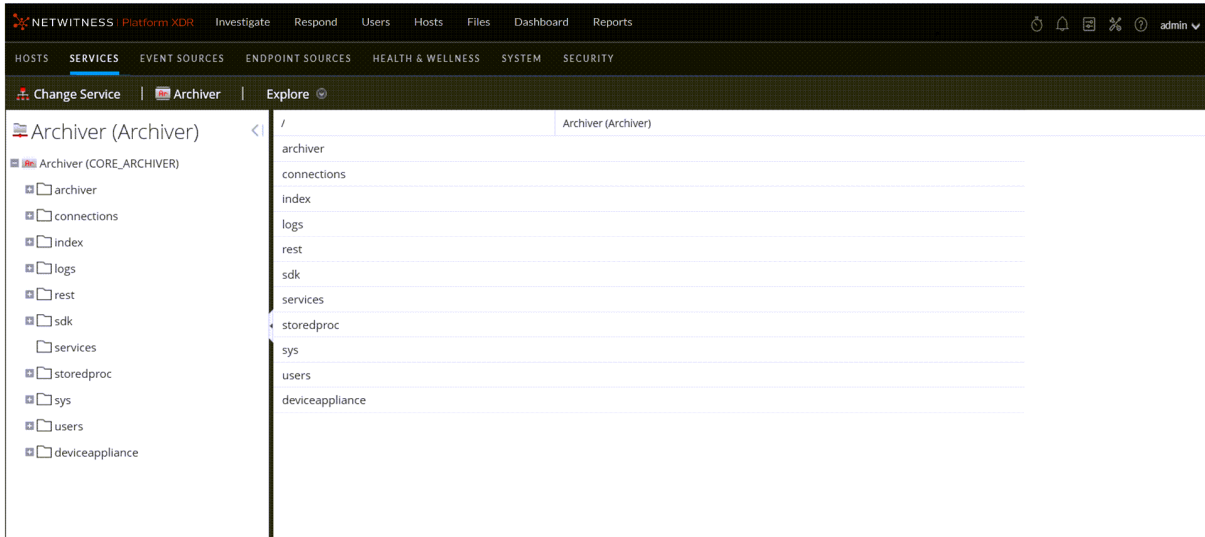 NETWITNESS Platform XDR Investigate Respond Users Hosts Files Dashboard Reports admin
HOSTS SERVICES EVENT SOURCES ENDPOINT SOURCES HEALTH & WELLNESS SYSTEM SECURITY
Change Service | Archiver | Explore
Archiver (Archiver)
Archiver (CORE_ARCHIVER)
archiver
connections
index
logs
rest
sdk
services
storedproc
sys
users
deviceappliance
/ Archiver (Archiver)
archiver
connections
index
logs
rest
sdk
services
storedproc
sys
users
deviceappliance